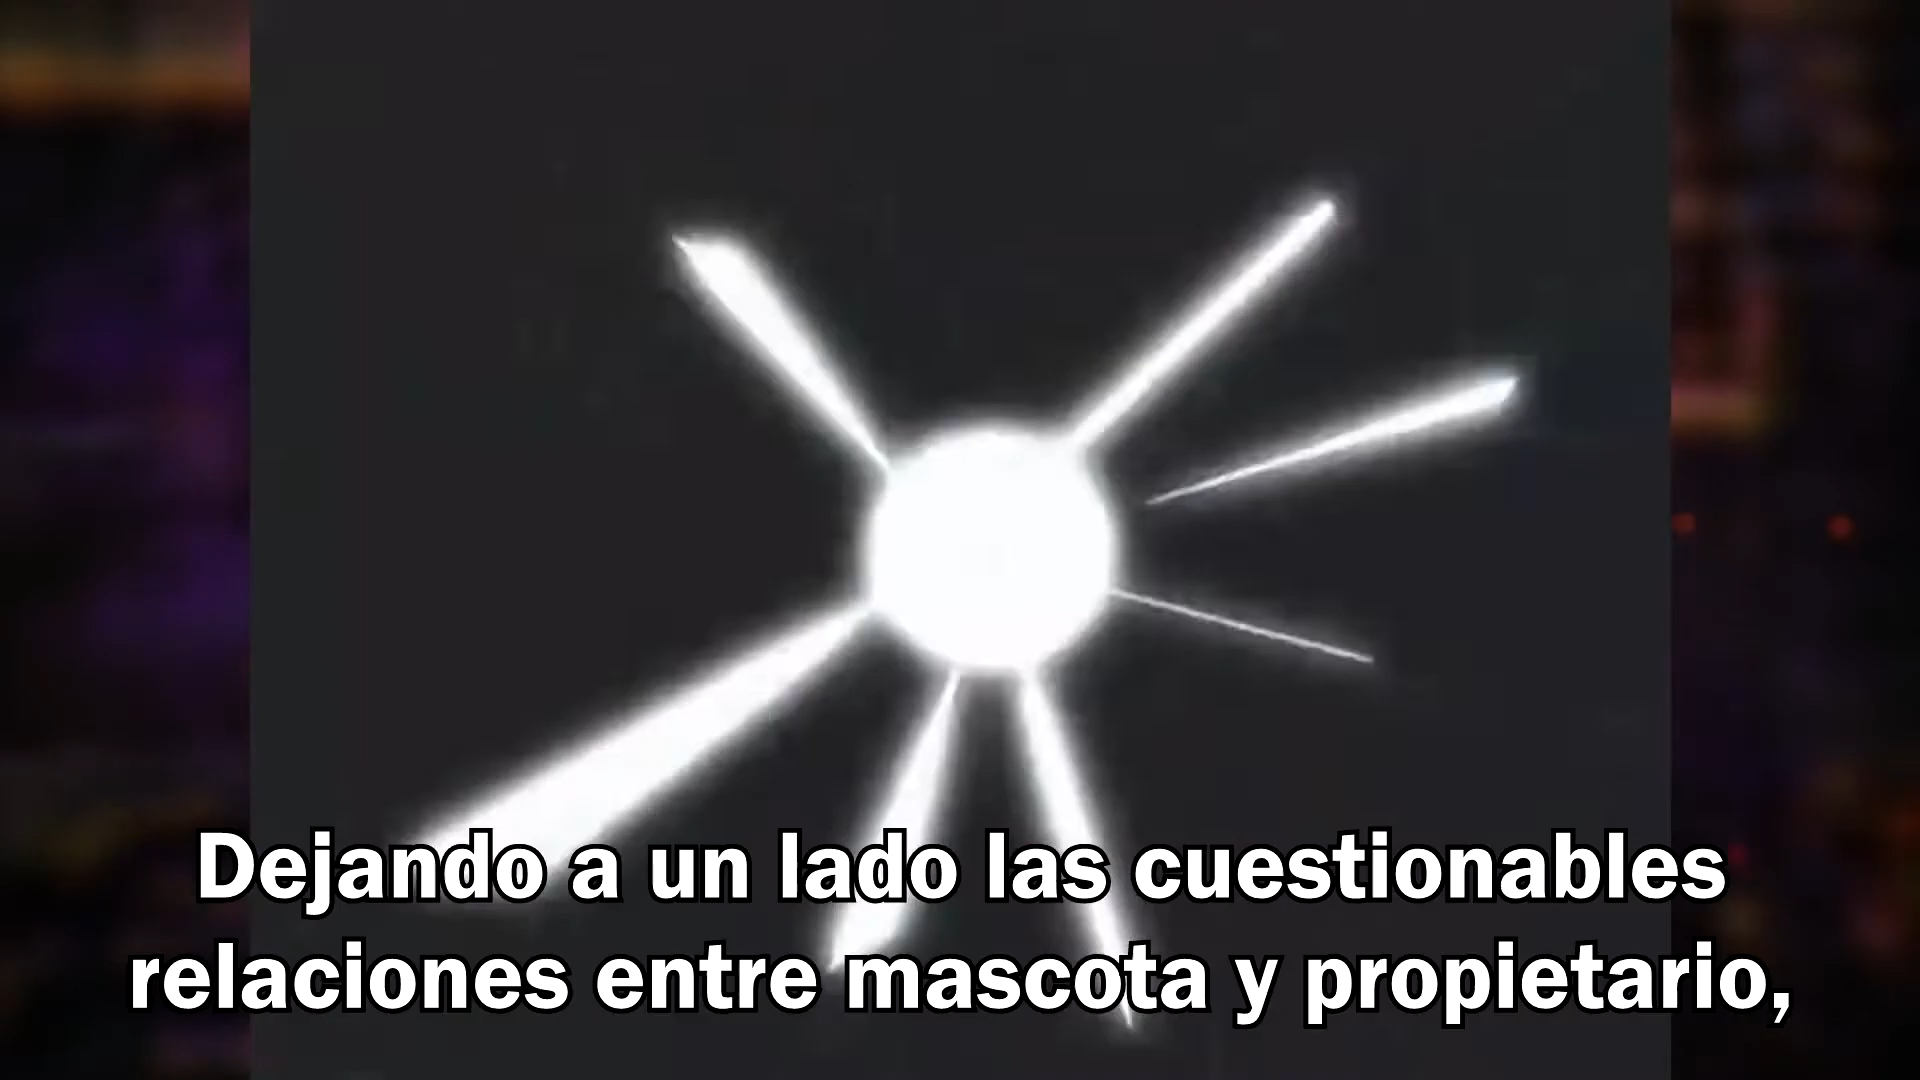 Dejando a un lado las cuestionables
relaciones entre mascota y propietario,